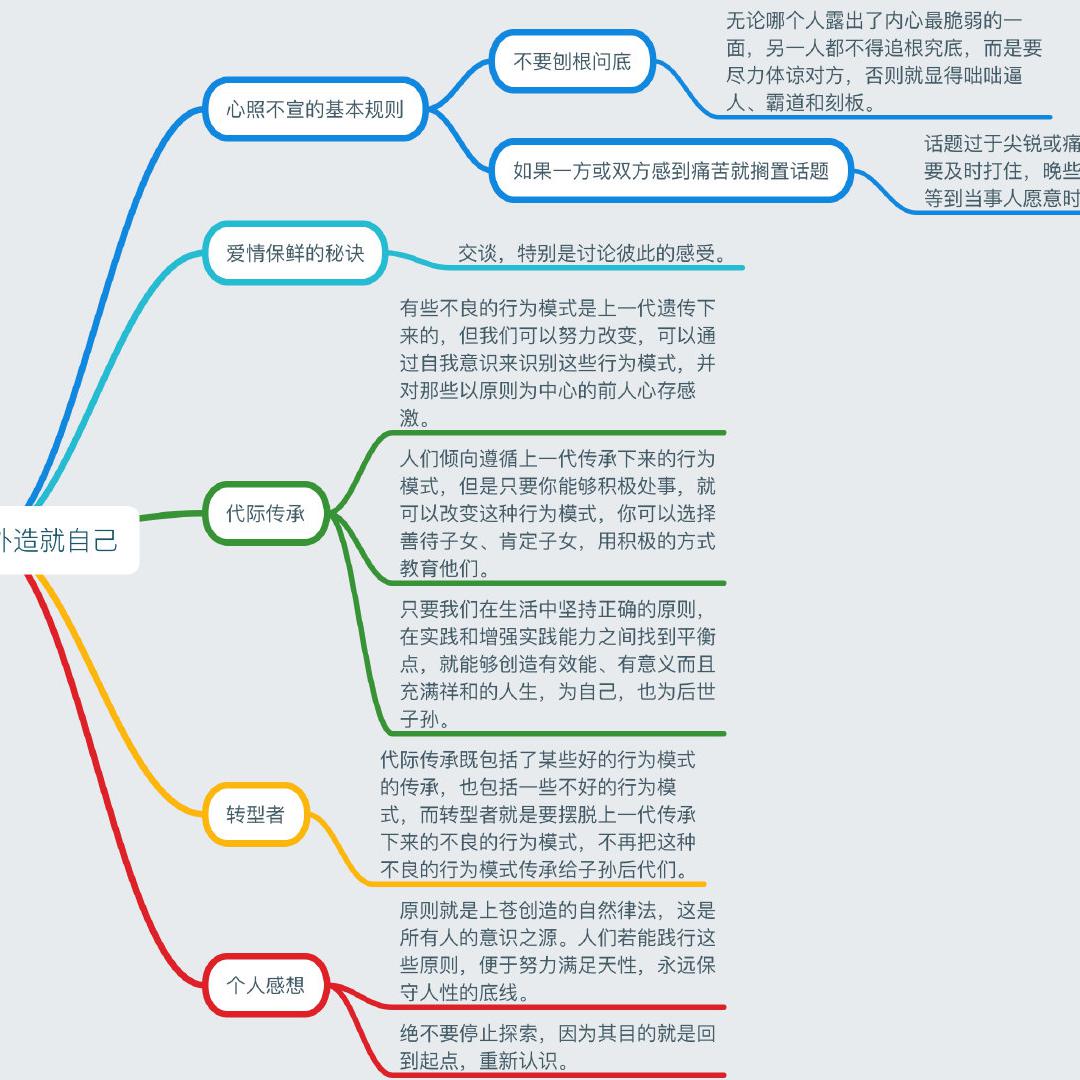 无论哪个人露出了内心最脆弱的一
面，另一人都不得追根究底，而是要
尽力体谅对方，否则就显得咄咄逼
人、霸道和刻板。
不要刨根问底
心照不宣的基本规则
如果一方或双方感到痛苦就搁置话题
话题过于尖锐或痛
要及时打住，晚些
等到当事人愿意时
爱情保鲜的秘诀
交谈，特别是讨论彼此的感受。
有些不良的行为模式是上一代遗传下
来的，但我们可以努力改变，可以通
过自我意识来识别这些行为模式，并
对那些以原则为中心的前人心存感
激。
人们倾向遵循上一代传承下来的行为
模式，但是只要你能够积极处事，就
可以改变这种行为模式，你可以选择
善待子女、肯定子女，用积极的方式
教育他们。
代际传承
造就自己
只要我们在生活中坚持正确的原则，
在实践和增强实践能力之间找到平衡
点，就能够创造有效能、有意义而且
充满祥和的人生，为自己，也为后世
子孙。
代际传承既包括了某些好的行为模式
的传承，也包括一些不好的行为模
式，而转型者就是要摆脱上一代传承
下来的不良的行为模式，不再把这种
不良的行为模式传承给子孙后代们。
转型者
原则就是上苍创造的自然律法，这是
所有人的意识之源。人们若能践行这
些原则，便于努力满足天性，永远保
守人性的底线。
个人感想
绝不要停止探索，因为其目的就是回
到起点，重新认识。